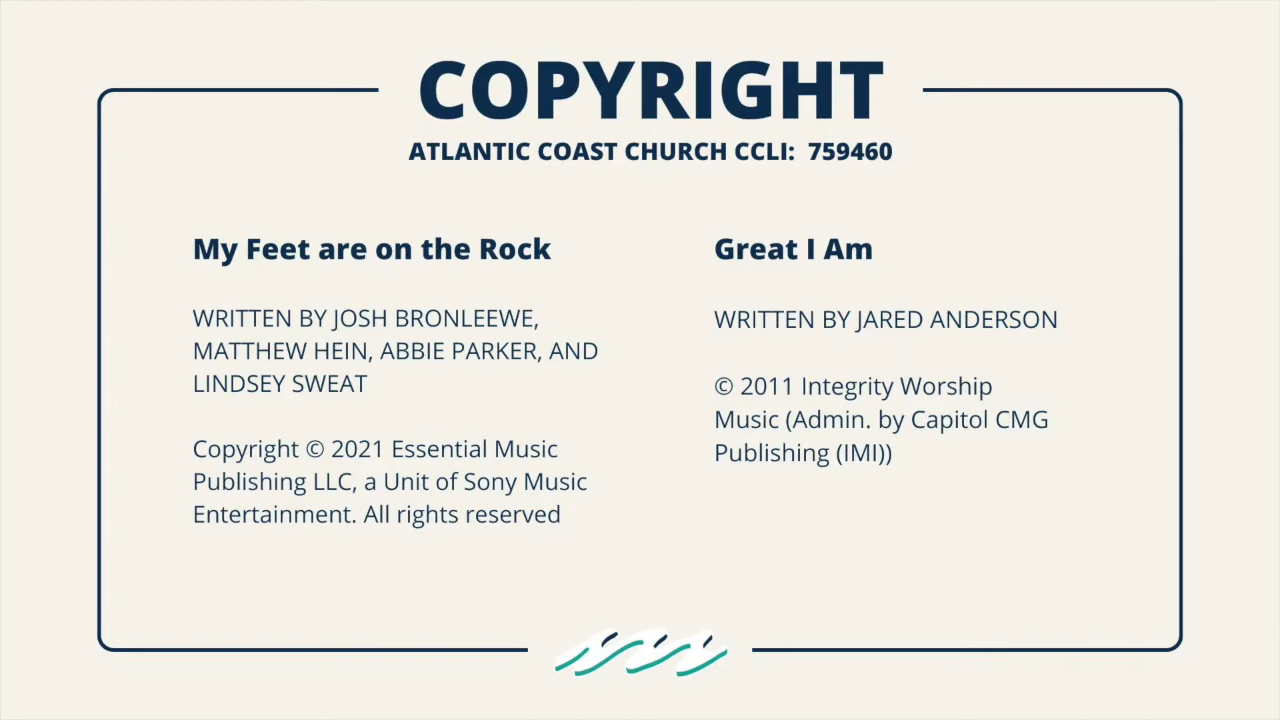 COPYRIGHT
ATLANTIC COAST CHURCH CCLI: 759460
My Feet are on the Rock
WRITTEN BY JOSH BRONLEEWE,
MATTHEW HEIN, ABBIE PARKER, AND
LINDSEY SWEAT
Copyright © 2021 Essential Music
Publishing LLC, a Unit of Sony Music
Entertainment. All rights reserved
Great I Am
WRITTEN BY JARED ANDERSON
© 2011 Integrity Worship
Music (Admin. by Capitol CMG
Publishing (IMI))